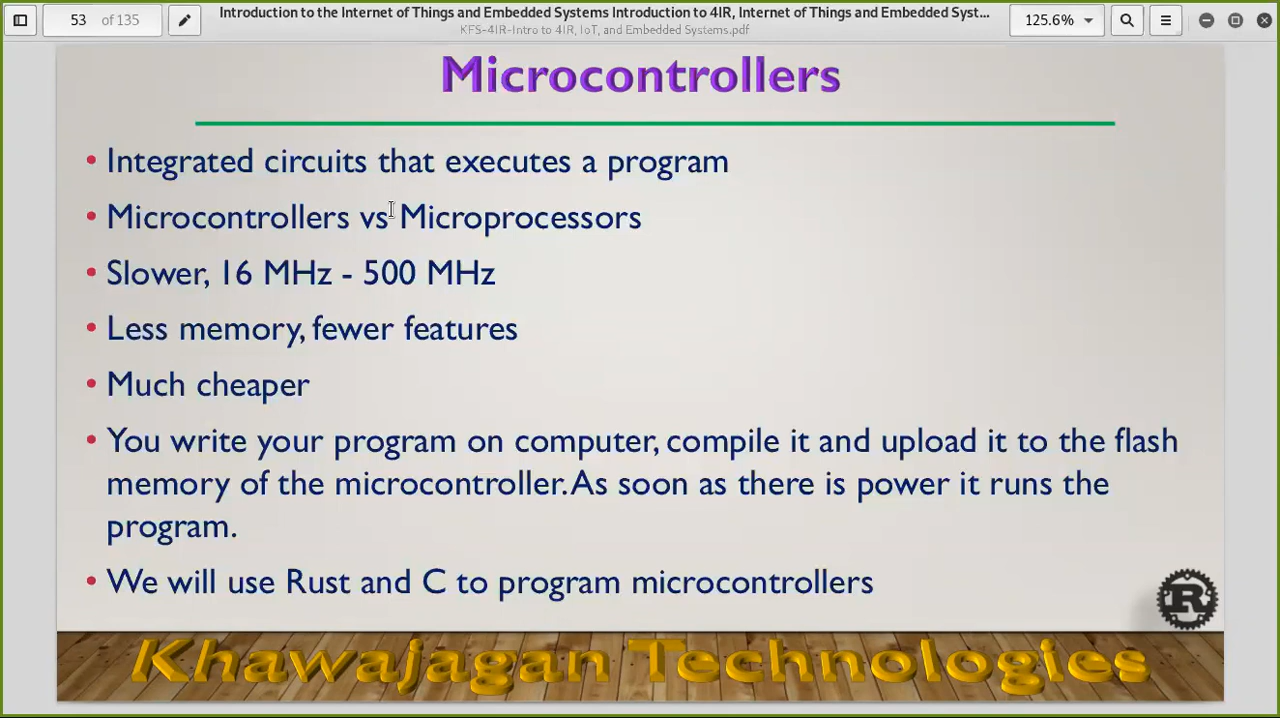 53 of 135
Introduction to the Internet of Things and Embedded Systems Introduction to 4IR, Internet of Things and Embedded Syst...
KFS-4IR-Intro to 4IR, IoT, and Embedded Systems.pdf
125.6%
Microcontrollers
• Integrated circuits that executes a program
• Microcontrollers vs Microprocessors
• Slower, 16 MHz - 500 MHz
• Less memory, fewer features
• Much cheaper
• You write your program on computer, compile it and upload it to the flash
memory of the microcontroller. As soon as there is power it runs the
program.
• We will use Rust and C to program microcontrollers
R
Khawajagan Technologies